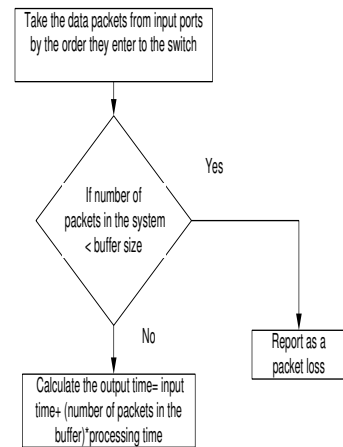 Take the data packets from input ports
by the order they enter to the switch
Yes
If number of
packets in the system
< buffer size
No
Report as a
packet loss
Calculate the output time= input
time+ (number of packets in the
buffer)*processing time